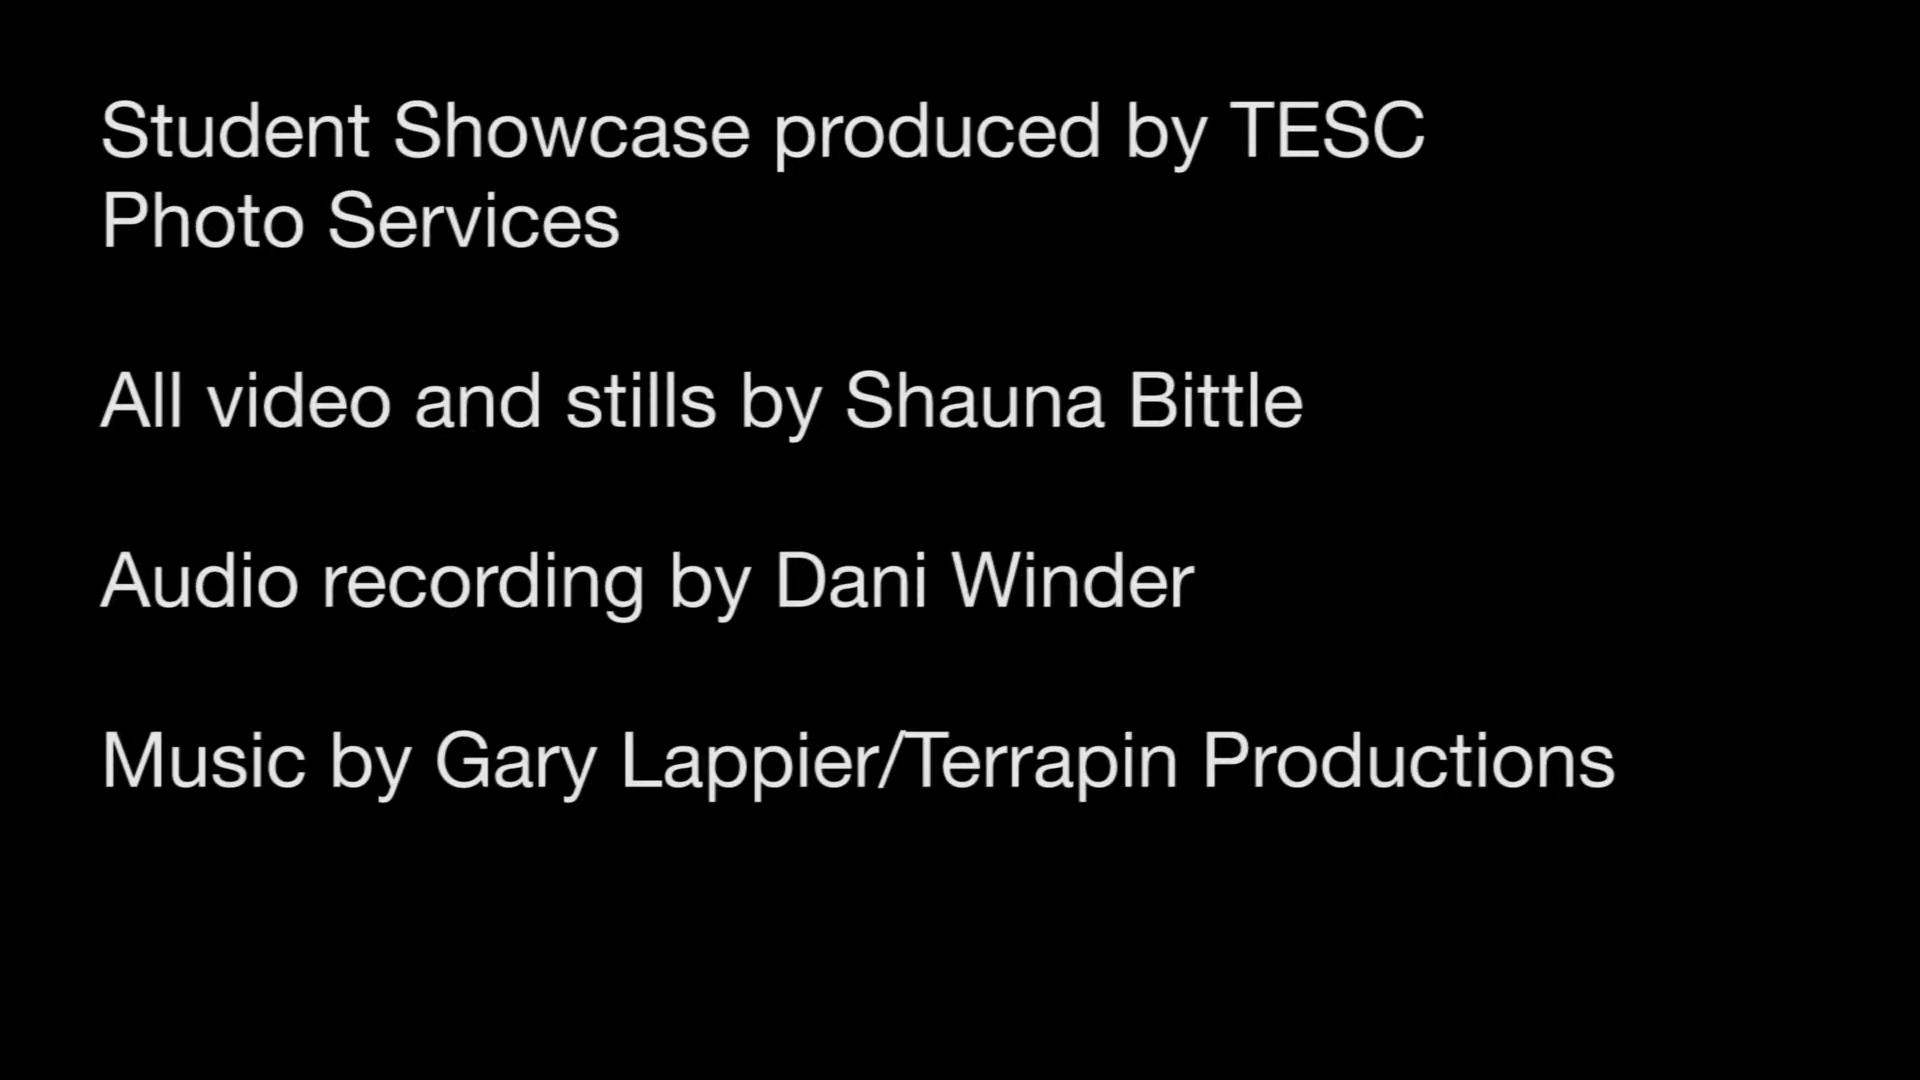 Student Showcase produced by TESC
Photo Services
All video and stills by Shauna Bittle
Audio recording by Dani Winder
Music by Gary Lappier/Terrapin Productions